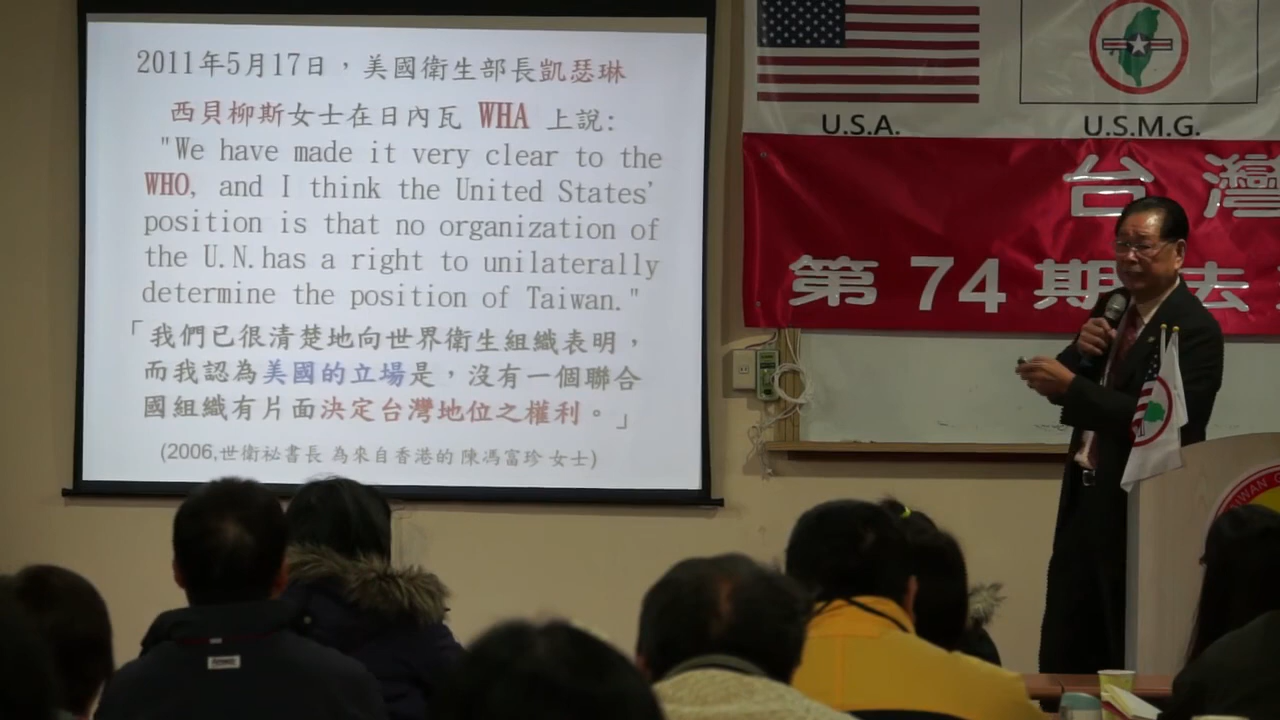 2011年5月17日，美國衛生部長凱瑟琳
西貝柳斯女士在日內瓦 WHA 上說:
"We have made it very clear to the
WHO, and I think the United States'
position is that no organization of
the U.N.has a right to unilaterally
determine the position of Taiwan."
「我們已很清楚地向世界衛生組織表明，
而我認為美國的立場是，沒有一個聯合
國組織有片面決定台灣地位之權利。」
(2006,世衛祕書長 為來自香港的 陳馮富珍 女士)
U.S.A.
U.S.M.G.
台灣
第 74 期 去